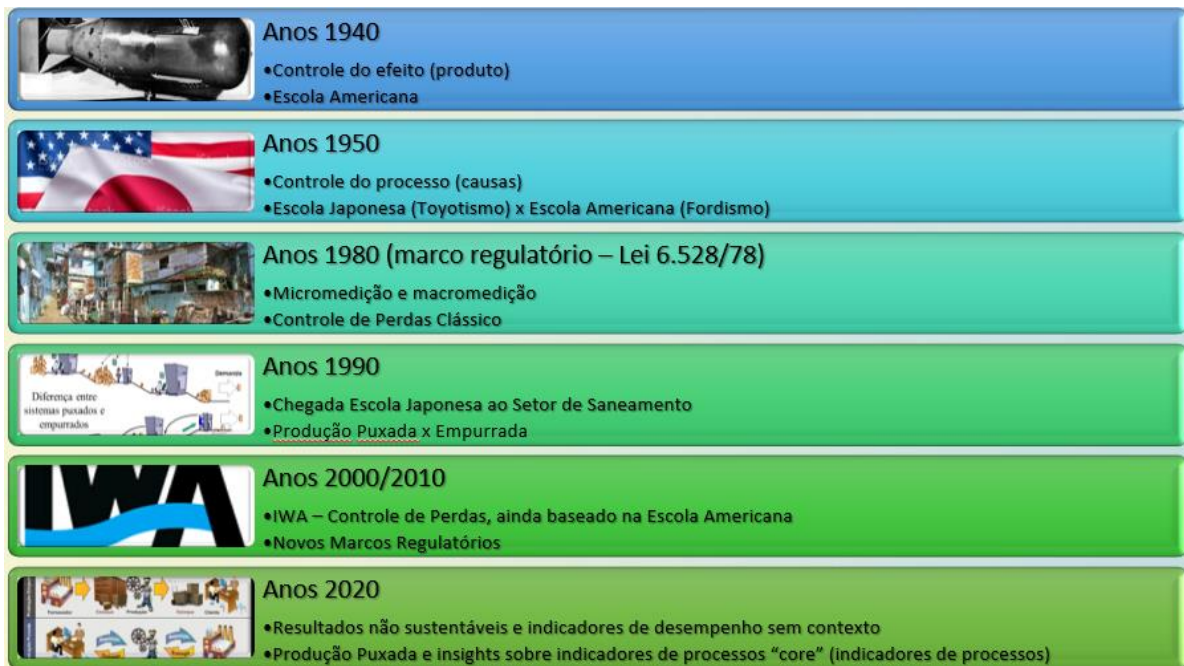 Anos 1940
•Controle do efeito (produto)
•Escola Americana
Anos 1950
•Controle do processo (causas)
•Escola Japonesa (Toyotismo) x Escola Americana (Fordismo)
Anos 1980 (marco regulatório – Lei 6.528/78)
•Micromedição e macromedição
•Controle de Perdas Clássico
Demanda
Diferença entre
sistemas puxados e
empurrados
Anos 1990
•Chegada Escola Japonesa ao Setor de Saneamento
•Produção Puxada x Empurrada
IWA
Anos 2000/2010
•IWA – Controle de Perdas, ainda baseado na Escola Americana
•Novos Marcos Regulatórios
Anos 2020
•Resultados não sustentáveis e indicadores de desempenho sem contexto
•Produção Puxada e insights sobre indicadores de processos “core” (indicadores de processos)